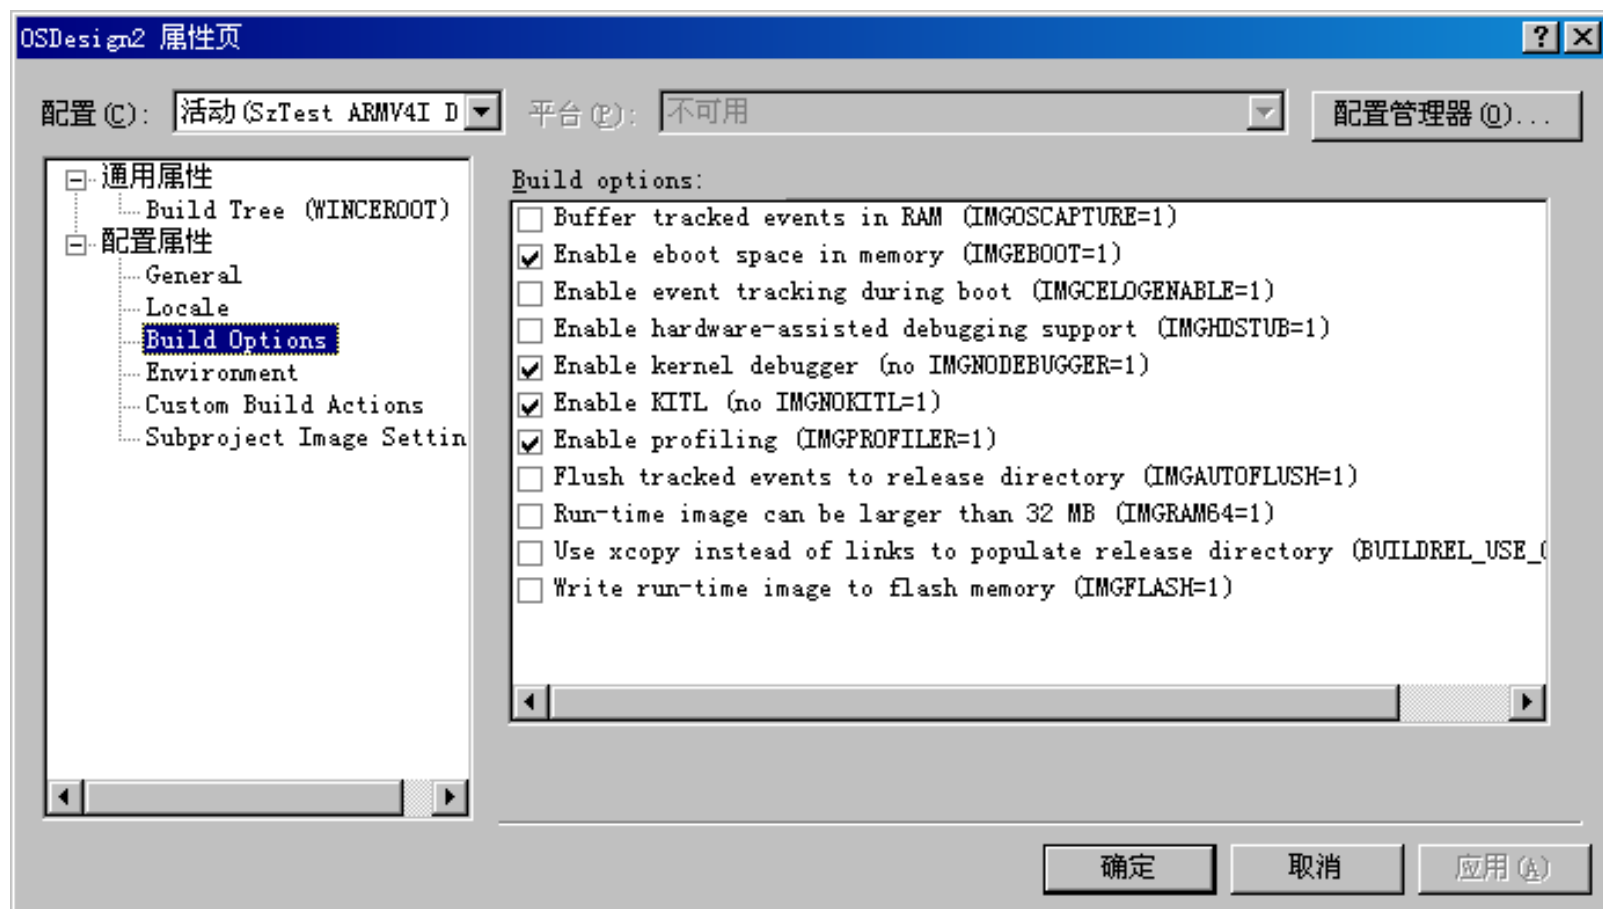 OSDesign2 属性页
配置(C): 活动(SzTest ARMV4I D 平台(P): 不可用 配置管理器(O)...
通用属性
Build Tree (WINCEROOT)
配置属性
General
Locale
Build Options
Environment
Custom Build Actions
Subproject Image Settin
Build options:
Buffer tracked events in RAM (IMGOSCAPTURE=1)
Enable eboot space in memory (IMGEBOOT=1)
Enable event tracking during boot (IMGCELOGENABLE=1)
Enable hardware-assisted debugging support (IMGHDSTUB=1)
Enable kernel debugger (no IMGNODEBUGGER=1)
Enable KITL (no IMGNOKITL=1)
Enable profiling (IMGPROFILER=1)
Flush tracked events to release directory (IMGAUTOFLUSH=1)
Run-time image can be larger than 32 MB (IMGRAM64=1)
Use xcopy instead of links to populate release directory (BUILDREL_USE_
Write run-time image to flash memory (IMGFLASH=1)
确定 取消 应用(A)